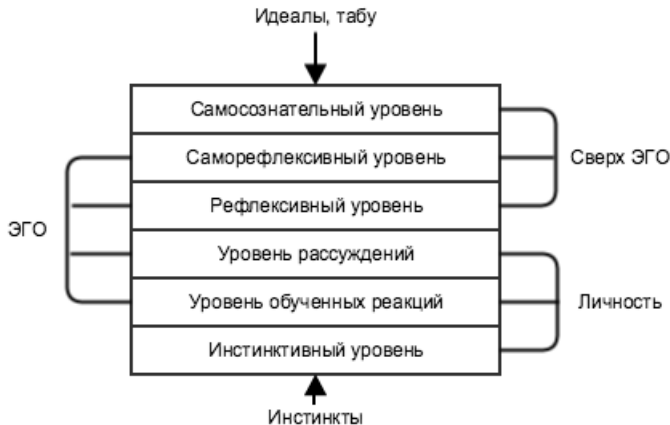 Идеалы, табу
Самосознательный уровень
Саморефлексивный уровень
Сверх ЭГО
Рефлексивный уровень
ЭГО
Уровень рассуждений
Уровень обученных реакций
Личность
Инстинктивный уровень
Инстинкты